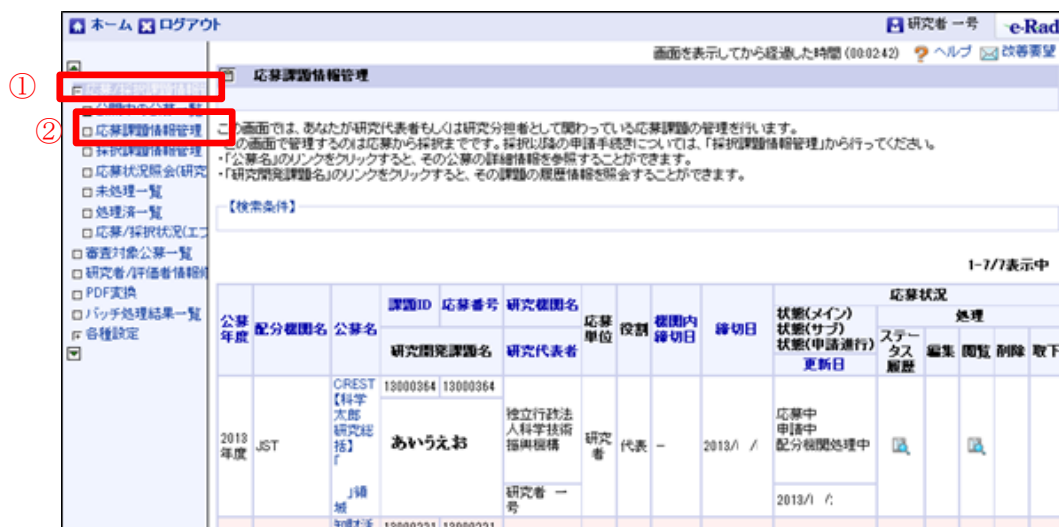 ホーム ログアウト
研究者 一号
e-Rad
画面を表示してから経過した時間 (00:02:42) ヘルプ 改善要望
①
応募/採択課題情報管
応募課題情報管理
公開中の公募一覧
②
応募課題情報管理
この画面では、あなたが研究代表者もしくは研究分担者として関わっている応募課題の管理を行います。
採択課題情報管理
この画面で管理するのは応募から採択までです。採択以降の申請手続きについては、「採択課題情報管理」から行ってください。
・「公募名」のリンクをクリックすると、その公募の詳細情報を参照することができます。
応募状況照会(研究
・「研究開発課題名」のリンクをクリックすると、その課題の履歴情報を照会することができます。
未処理一覧
処理済一覧
【検索条件】
応募/採択状況(エフ
審査対象公募一覧
研究者/評価者情報
1-7/7表示中
PDF変換
バッチ処理結果一覧
各種設定
公募年度
配分機関名
公募名
課題ID
応募番号
研究機関名
研究開発課題名
研究代表者
応募単位
役割
機関内締切日
締切日
応募状況
状態(メイン)
状態(サブ)
状態(申請進行)
更新日
処理
ステータス履歴
編集
閲覧
削除
取下
2013年度
JST
CREST
【科学
太郎
研究総
括】
「
」領
域
13000364
13000364
あいうえお
独立行政法
人科学技術
振興機構
研究者 一
号
研究者
代表
-
2013/
応募中
申請中
配分機関処理中
2013/
知財活
13000221
13000221